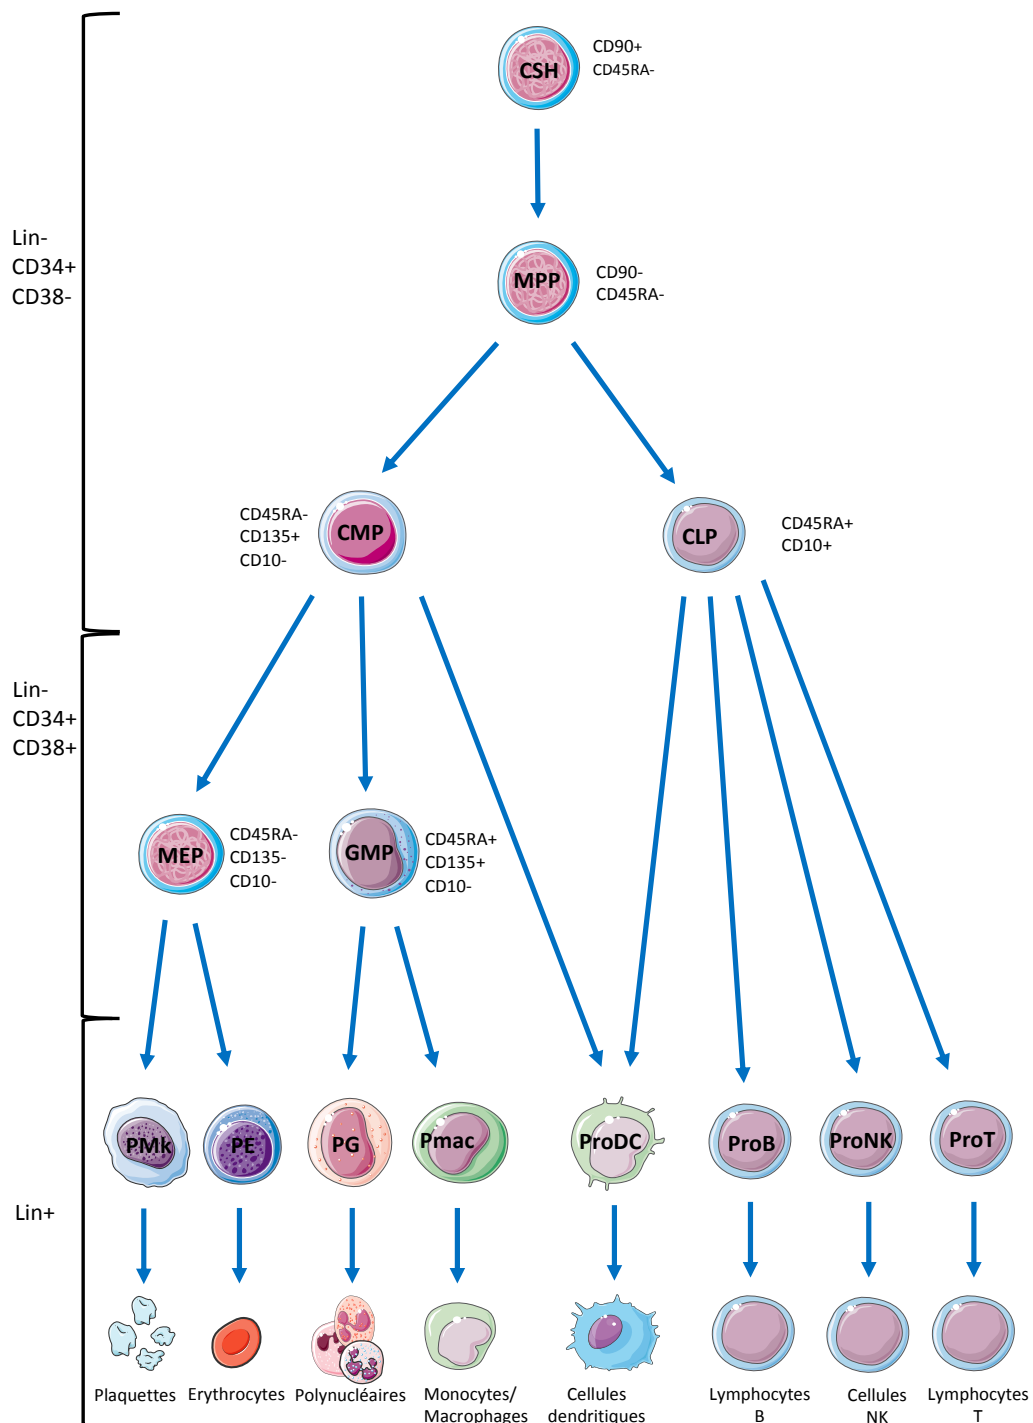 CSH
CD90+
CD45RA-
Lin-
CD34+
CD38-
MPP
CD90-
CD45RA-
CD45RA-
CD135+
CD10-
CMP
CLP
CD45RA+
CD10+
Lin-
CD34+
CD38+
MEP
CD45RA-
CD135-
CD10-
GMP
CD45RA+
CD135+
CD10-
Lin+
PMk
PE
PG
Pmac
ProDC
ProB
ProNK
ProT
Plaquettes
Erythrocytes
Polynucléaires
Monocytes/
Macrophages
Cellules
dendritiques
Lymphocytes
B
Cellules
NK
Lymphocytes
T